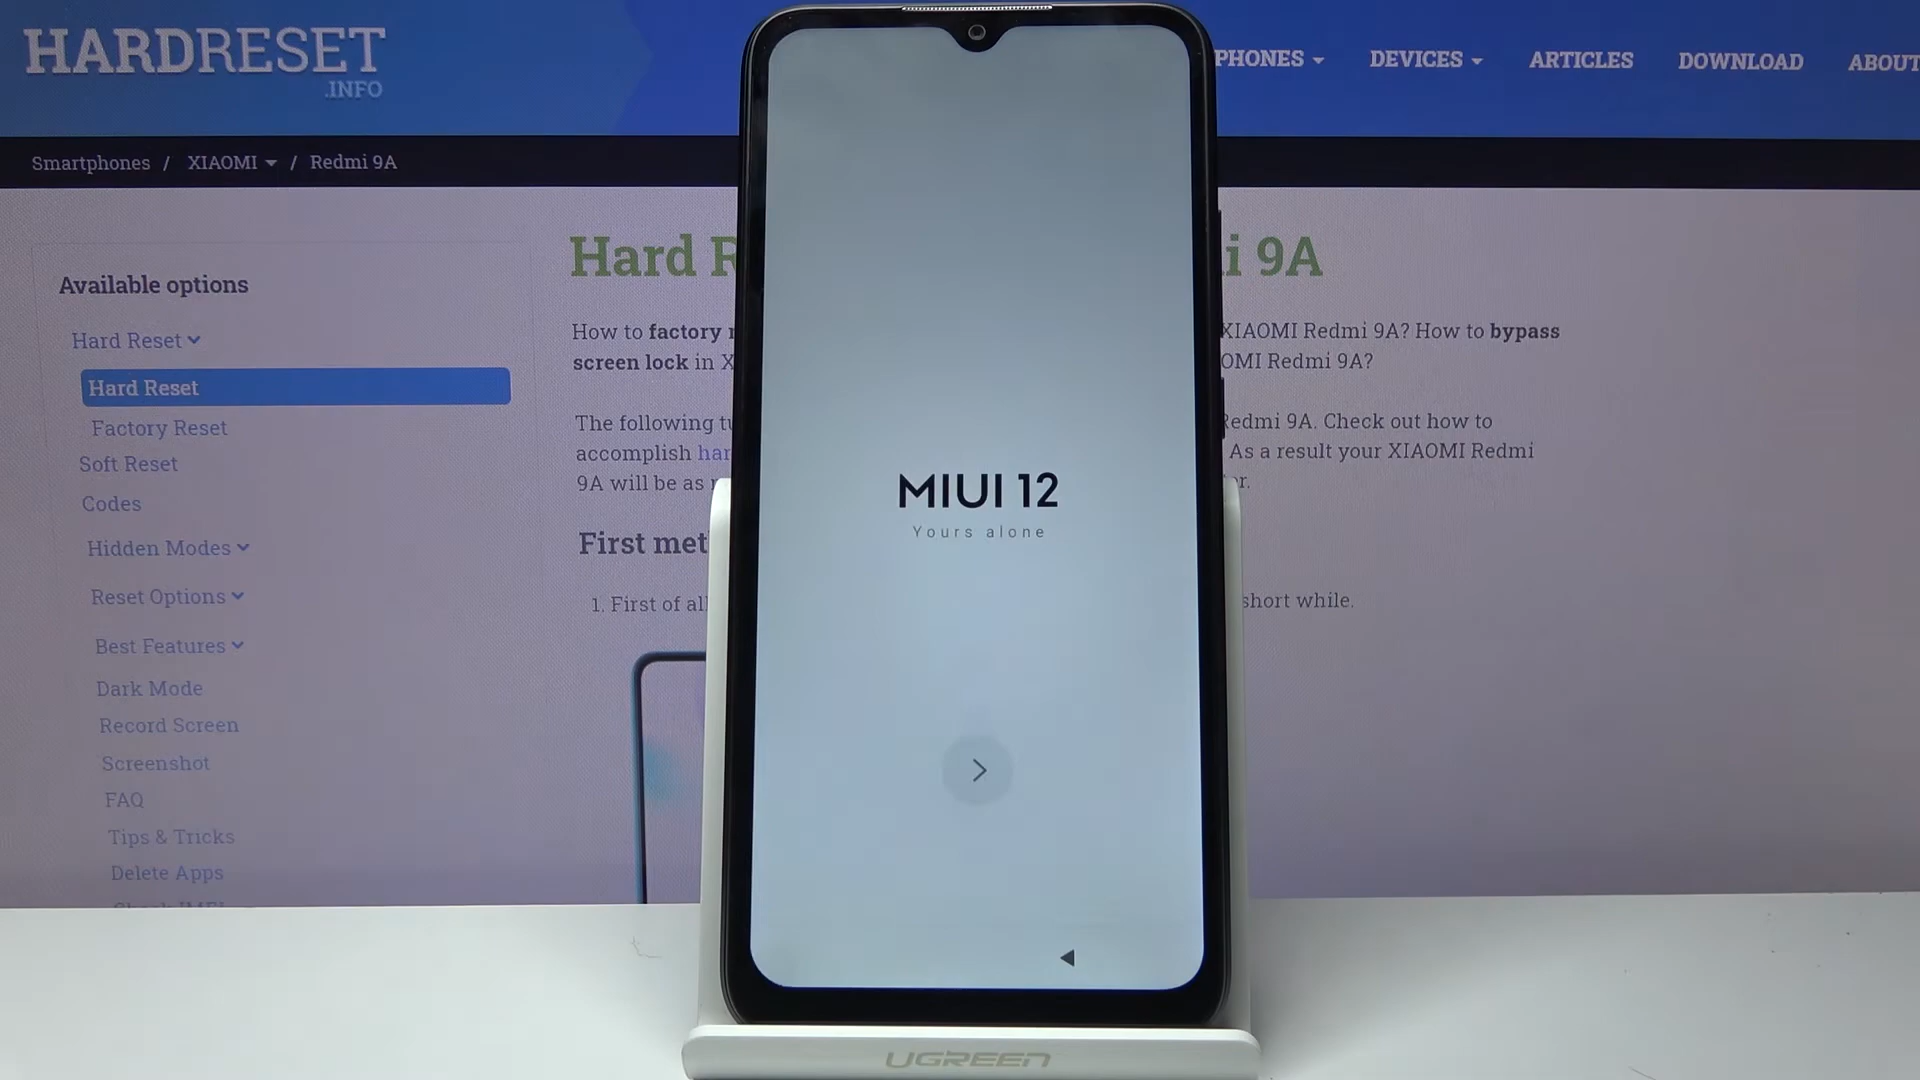 HARDRESET
.INFO
PHONES
DEVICES
ARTICLES
DOWNLOAD
ABOUT
Smartphones / XIAOMI / Redmi 9A
Available options
Hard Reset
Hard Reset
Factory Reset
Soft Reset
Codes
Hidden Modes
Reset Options
Best Features
Dark Mode
Record Screen
Screenshot
FAQ
Tips & Tricks
Delete Apps
Hard R
i 9A
How to factory r
XIAOMI Redmi 9A? How to bypass
screen lock in X
OMI Redmi 9A?
The following tu
Redmi 9A. Check out how to
accomplish har
As a result your XIAOMI Redmi
9A will be as
or.
First met
1. First of all
short while.
MIUI 12
Yours alone
UGREEN